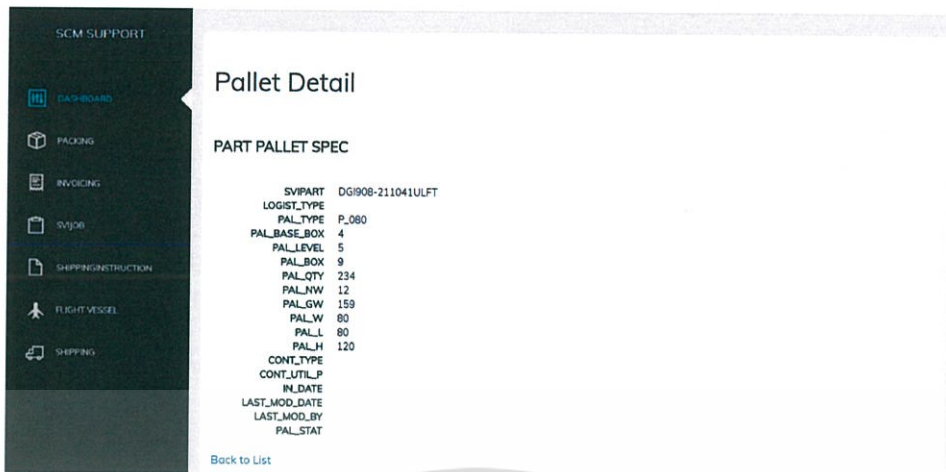 SCM SUPPORT
DASHBOARD
PACKING
INVOICING
SVIJOB
SHIPPINGINSTRUCTION
FLIGHT VESSEL
SHIPPING
Pallet Detail
PART PALLET SPEC
SVIPART DGI908-211041ULFT
LOGIST_TYPE
PAL_TYPE P_080
PAL_BASE_BOX 4
PAL_LEVEL 5
PAL_BOX 9
PAL_QTY 234
PAL_NW 12
PAL_GW 159
PAL_W 80
PAL_L 80
PAL_H 120
CONT_TYPE
CONT_UTIL_P
IN_DATE
LAST_MOD_DATE
LAST_MOD_BY
PAL_STAT
Back to List